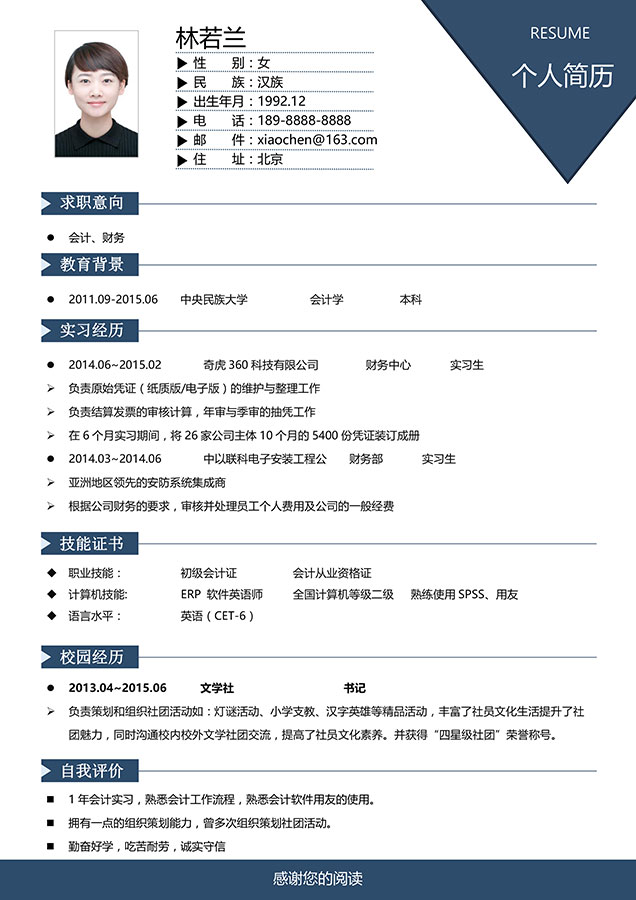 林若兰
RESUME
个人简历
性 别：女
民 族：汉族
出生年月：1992.12
电 话：189-8888-8888
邮 件：xiaochen@163.com
住 址：北京
求职意向
会计、财务
教育背景
2011.09-2015.06 中央民族大学 会计学 本科
实习经历
2014.06~2015.02 奇虎 360 科技有限公司 财务中心 实习生
负责原始凭证（纸质版/电子版）的维护与整理工作
负责结算发票的审核计算，年审与季审的抽凭工作
在 6 个月实习期间，将 26 家公司主体 10 个月的 5400 份凭证装订成册
2014.03~2014.06 中以联科电子安装工程公 财务部 实习生
亚洲地区领先的安防系统集成商
根据公司财务的要求，审核并处理员工个人费用及公司的一般经费
技能证书
职业技能： 初级会计证 会计从业资格证
计算机技能: ERP 软件英语师 全国计算机等级二级 熟练使用 SPSS、用友
语言水平： 英语（CET-6）
校园经历
2013.04~2015.06 文学社 书记
负责策划和组织社团活动如：灯谜活动、小学支教、汉字英雄等精品活动，丰富了社员文化生活提升了社
团魅力，同时沟通校内校外文学社团交流，提高了社员文化素养。并获得“四星级社团”荣誉称号。
自我评价
1 年会计实习，熟悉会计工作流程，熟悉会计软件用友的使用。
拥有一点的组织策划能力，曾多次组织策划社团活动。
勤奋好学，吃苦耐劳，诚实守信
感谢您的阅读